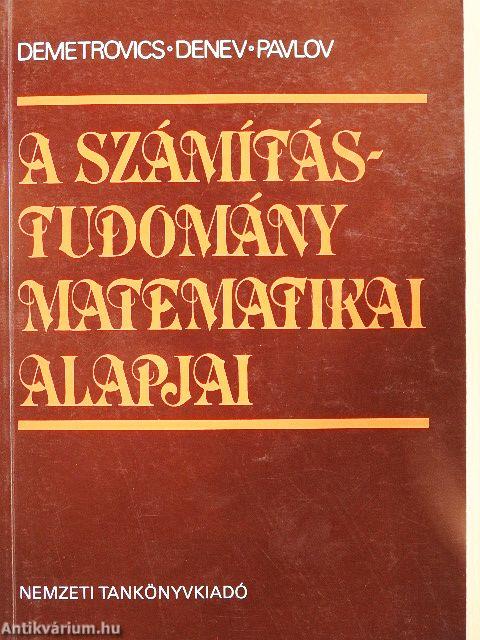 DEMETROVICS•DENEV•PAVLOV
A SZÁMÍTÁS-
TUDOMÁNY
MATEMATIKAI
ALAPJAI
NEMZETI TANKÖNYVKIADÓ
Antikvárium.hu